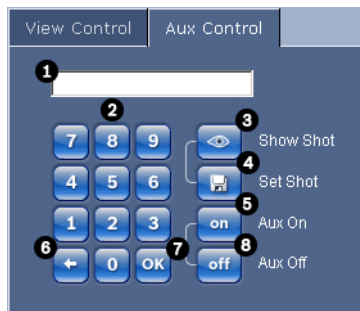 View Control Aux Control
1
2
7 8 9 3 Show Shot
4 5 6 4 Set Shot
1 2 3 5 on Aux On
6 0 OK 7 off 8 Aux Off